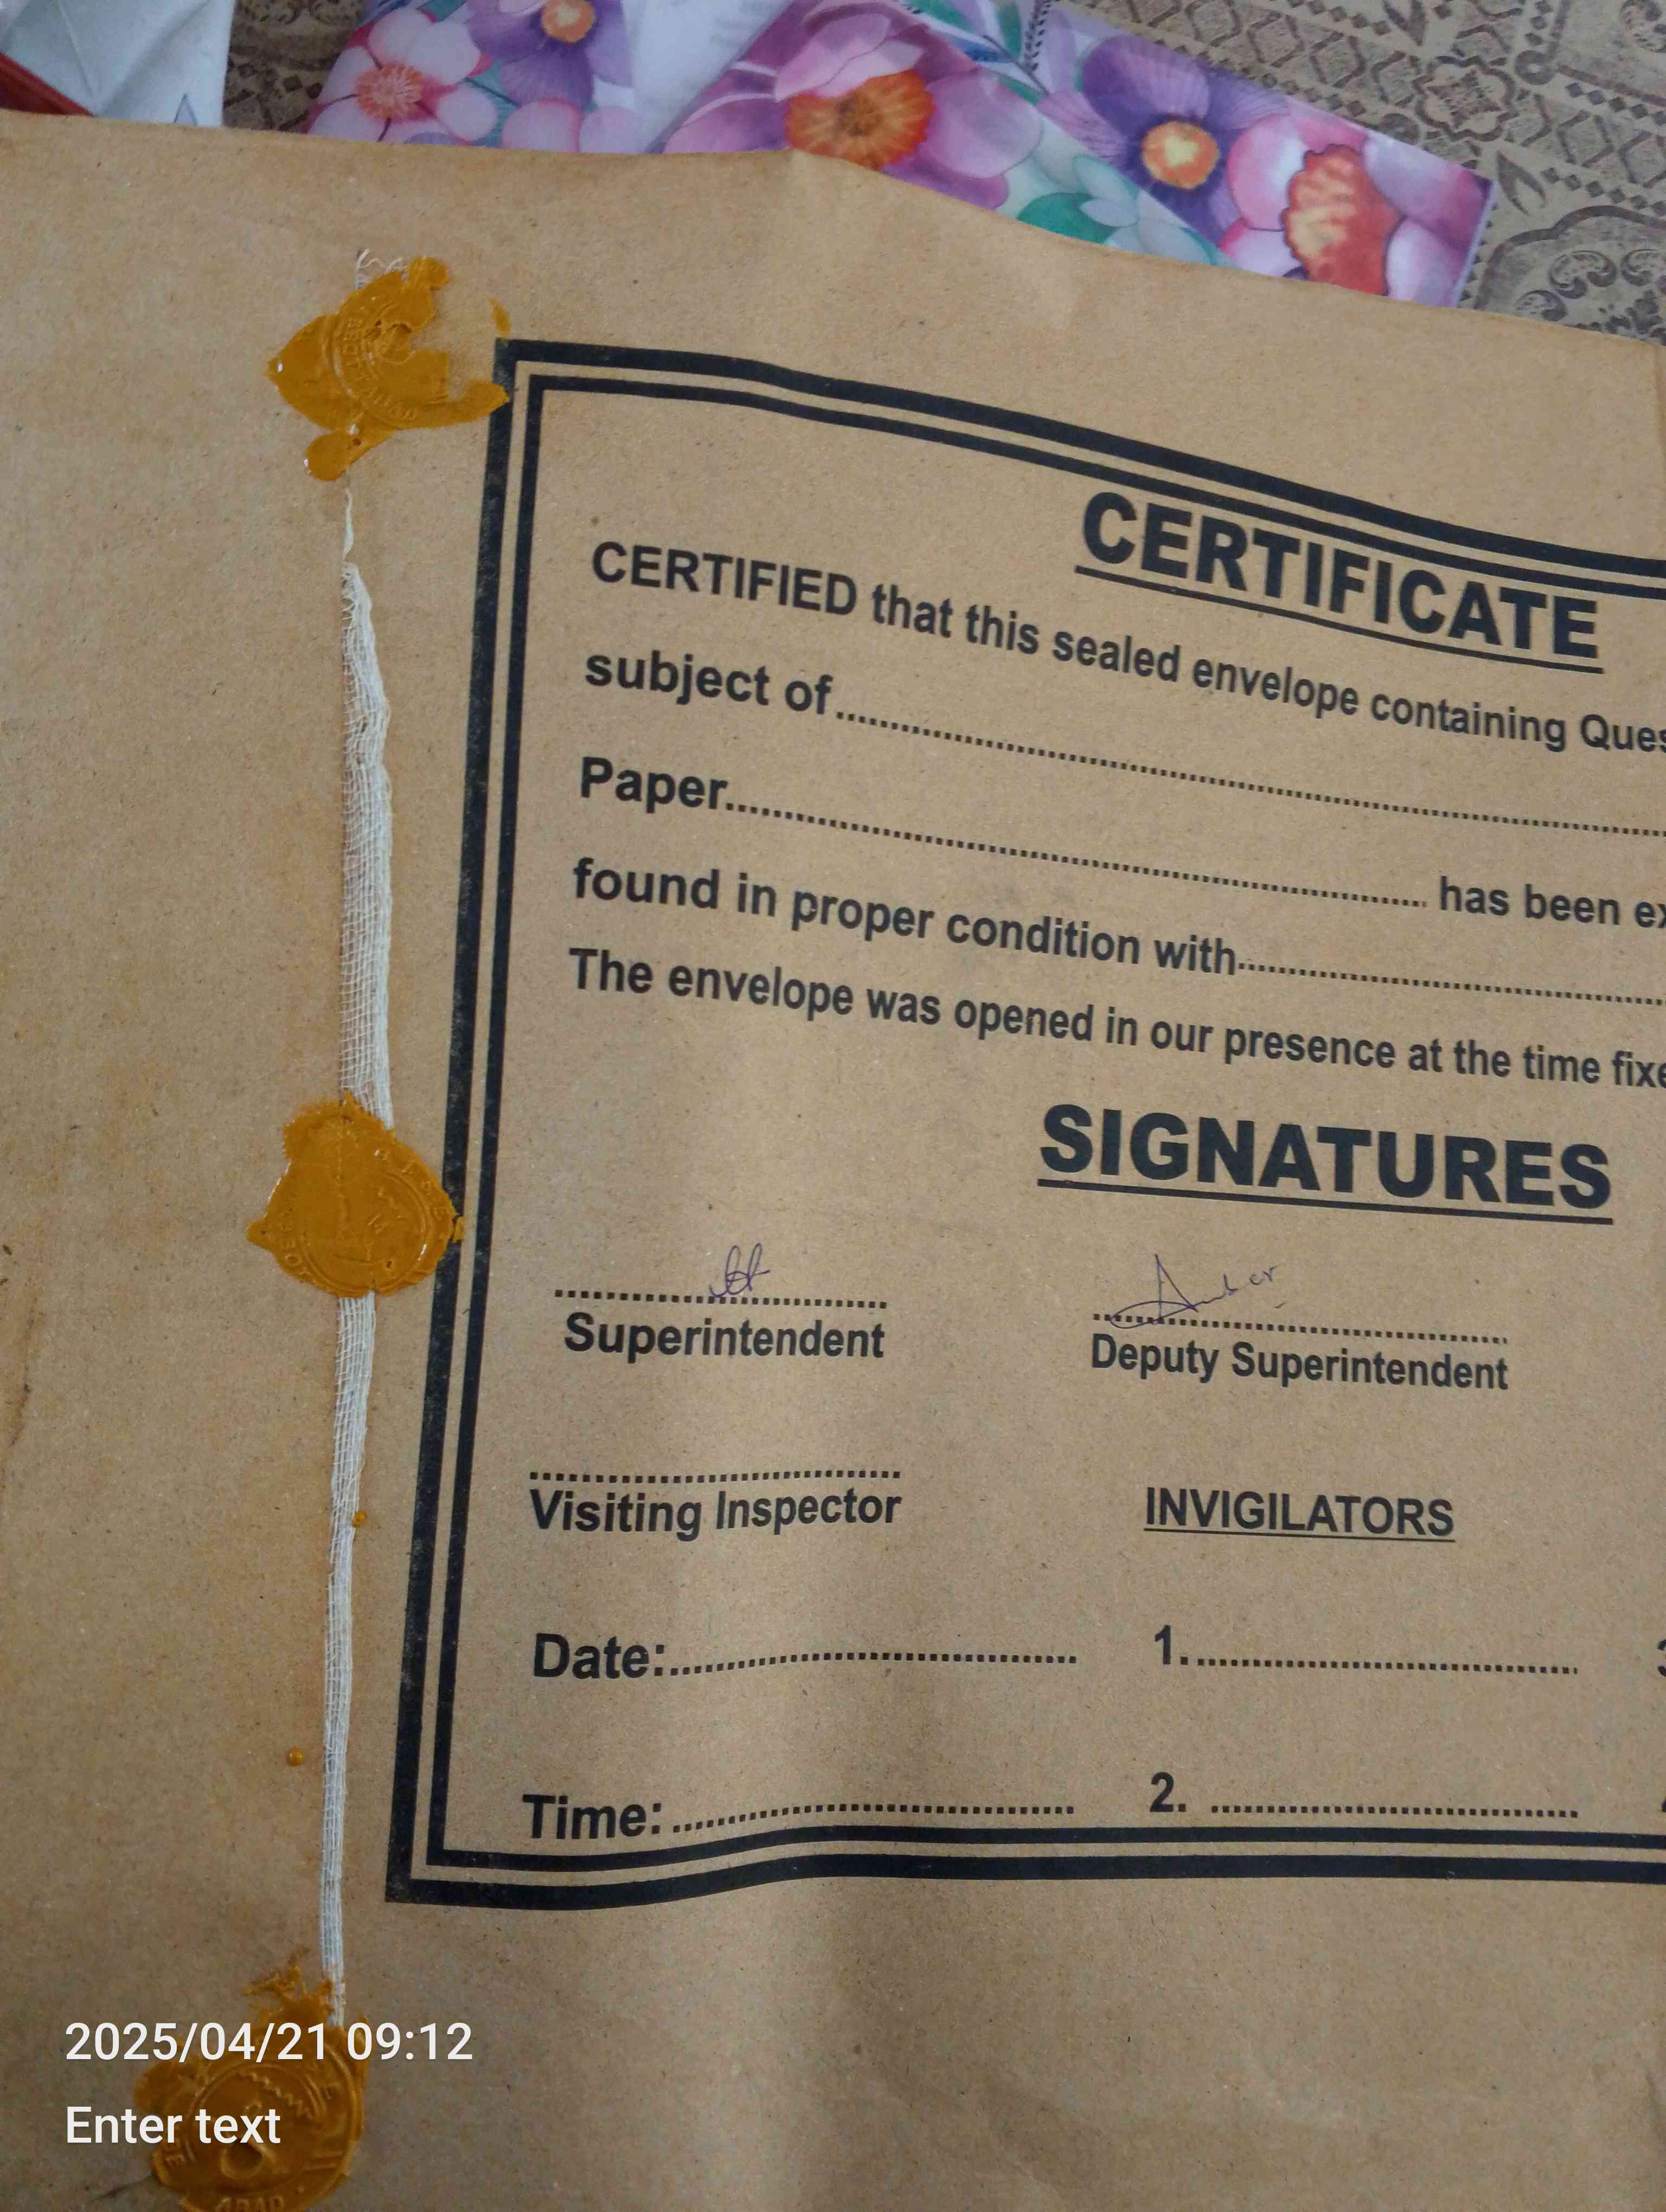 CERTIFICATE
CERTIFIED that this sealed envelope containing Ques
subject of
Paper has been ex
found in proper condition with
The envelope was opened in our presence at the time fixe
SIGNATURES
Amber
Superintendent Deputy Superintendent
Visiting Inspector INVIGILATORS
Date: 1.
Time: 2.
2025/04/21 09:12
Enter text
ABAD